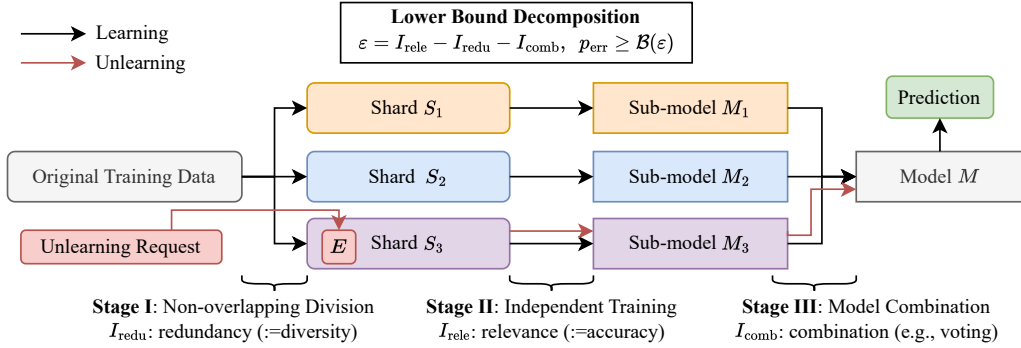 Lower Bound Decomposition
ε = I_rele − I_redu − I_comb, p_err ≥ B(ε)
Learning
Unlearning
Shard S_1
Sub-model M_1
Prediction
Original Training Data
Shard S_2
Sub-model M_2
Model M
Unlearning Request
E
Shard S_3
Sub-model M_3
Stage I: Non-overlapping Division
I_redu: redundancy (:=diversity)
Stage II: Independent Training
I_rele: relevance (:=accuracy)
Stage III: Model Combination
I_comb: combination (e.g., voting)